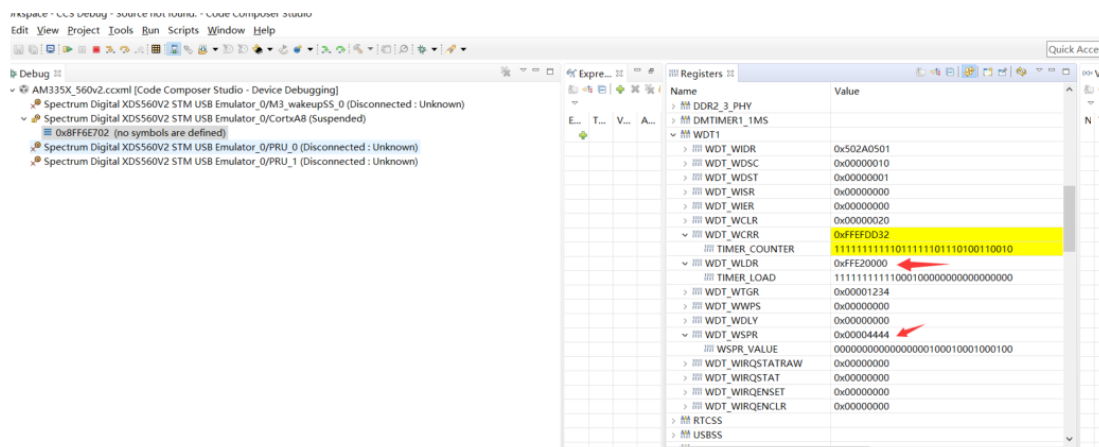 Workspace - CCS Debug - Source not found. - Code Composer Studio
Edit View Project Tools Run Scripts Window Help
Quick Acce
Debug
AM335X_560v2.ccxml [Code Composer Studio - Device Debugging]
Spectrum Digital XDS560V2 STM USB Emulator_0/M3_wakeupSS_0 (Disconnected : Unknown)
Spectrum Digital XDS560V2 STM USB Emulator_0/CortxA8 (Suspended)
0x8FF6E702 (no symbols are defined)
Spectrum Digital XDS560V2 STM USB Emulator_0/PRU_0 (Disconnected : Unknown)
Spectrum Digital XDS560V2 STM USB Emulator_0/PRU_1 (Disconnected : Unknown)
Expre...
E... T... V... A...
Registers
Name Value
DDR2_3_PHY
DMTIMER1_1MS
WDT1
WDT_WIDR 0x502A0501
WDT_WDSC 0x00000010
WDT_WDST 0x00000001
WDT_WISR 0x00000000
WDT_WIER 0x00000000
WDT_WCLR 0x00000020
WDT_WCRR 0xFFEFDD32
TIMER_COUNTER 11111111111011111101110100110010
WDT_WLDR 0xFFE20000
TIMER_LOAD 11111111111000100000000000000000
WDT_WTGR 0x00001234
WDT_WWPS 0x00000000
WDT_WDLY 0x00000000
WDT_WSPR 0x00004444
WSPR_VALUE 00000000000000000100010001000100
WDT_WIRQSTATRAW 0x00000000
WDT_WIRQSTAT 0x00000000
WDT_WIRQENSET 0x00000000
WDT_WIRQENCLR 0x00000000
RTCSS
USBSS
V
N